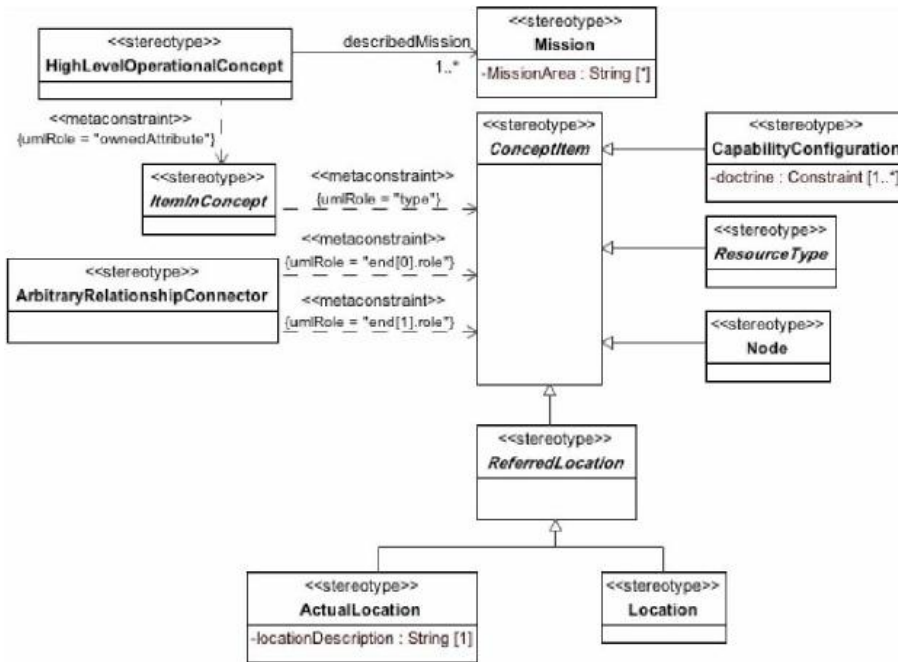 <<stereotype>>
HighLevelOperationalConcept
describedMission
1..*
<<stereotype>>
Mission
-MissionArea : String [*]
<<metaconstraint>>
{umlRole = "ownedAttribute"}
<<stereotype>>
ConceptItem
<<stereotype>>
CapabilityConfiguration
-doctrine : Constraint [1..*]
<<stereotype>>
ItemInConcept
<<metaconstraint>>
{umlRole = "type"}
<<stereotype>>
ResourceType
<<stereotype>>
ArbitraryRelationshipConnector
<<metaconstraint>>
{umlRole = "end[0].role"}
<<metaconstraint>>
{umlRole = "end[1].role"}
<<stereotype>>
Node
<<stereotype>>
ReferredLocation
<<stereotype>>
ActualLocation
-locationDescription : String [1]
<<stereotype>>
Location